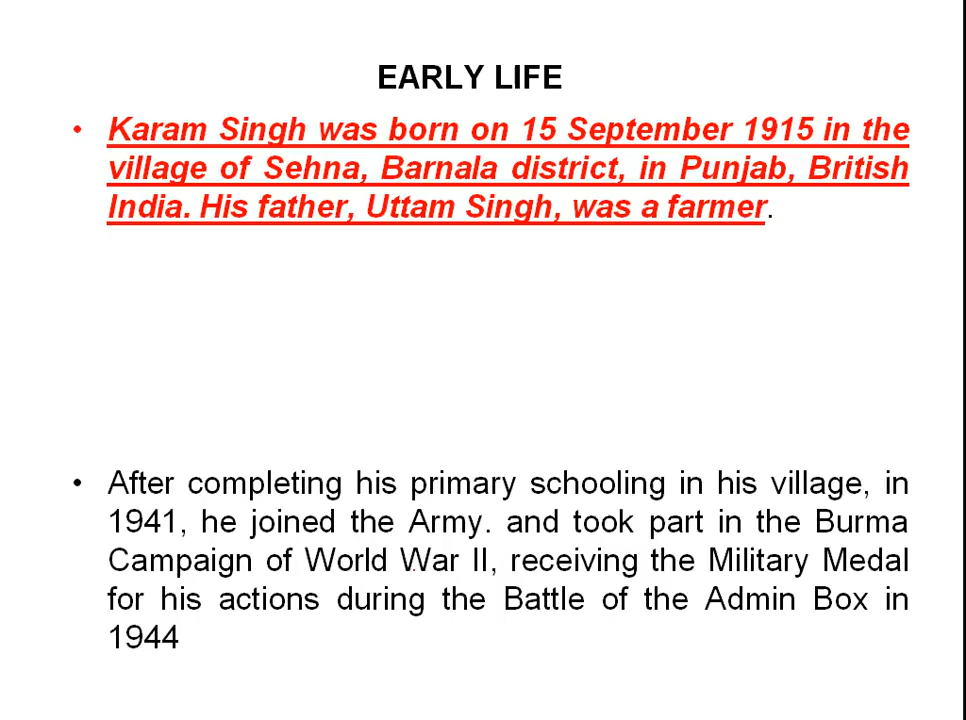 EARLY LIFE
• Karam Singh was born on 15 September 1915 in the
village of Sehna, Barnala district, in Punjab, British
India. His father, Uttam Singh, was a farmer.
• After completing his primary schooling in his village, in
1941, he joined the Army. and took part in the Burma
Campaign of World War II, receiving the Military Medal
for his actions during the Battle of the Admin Box in
1944